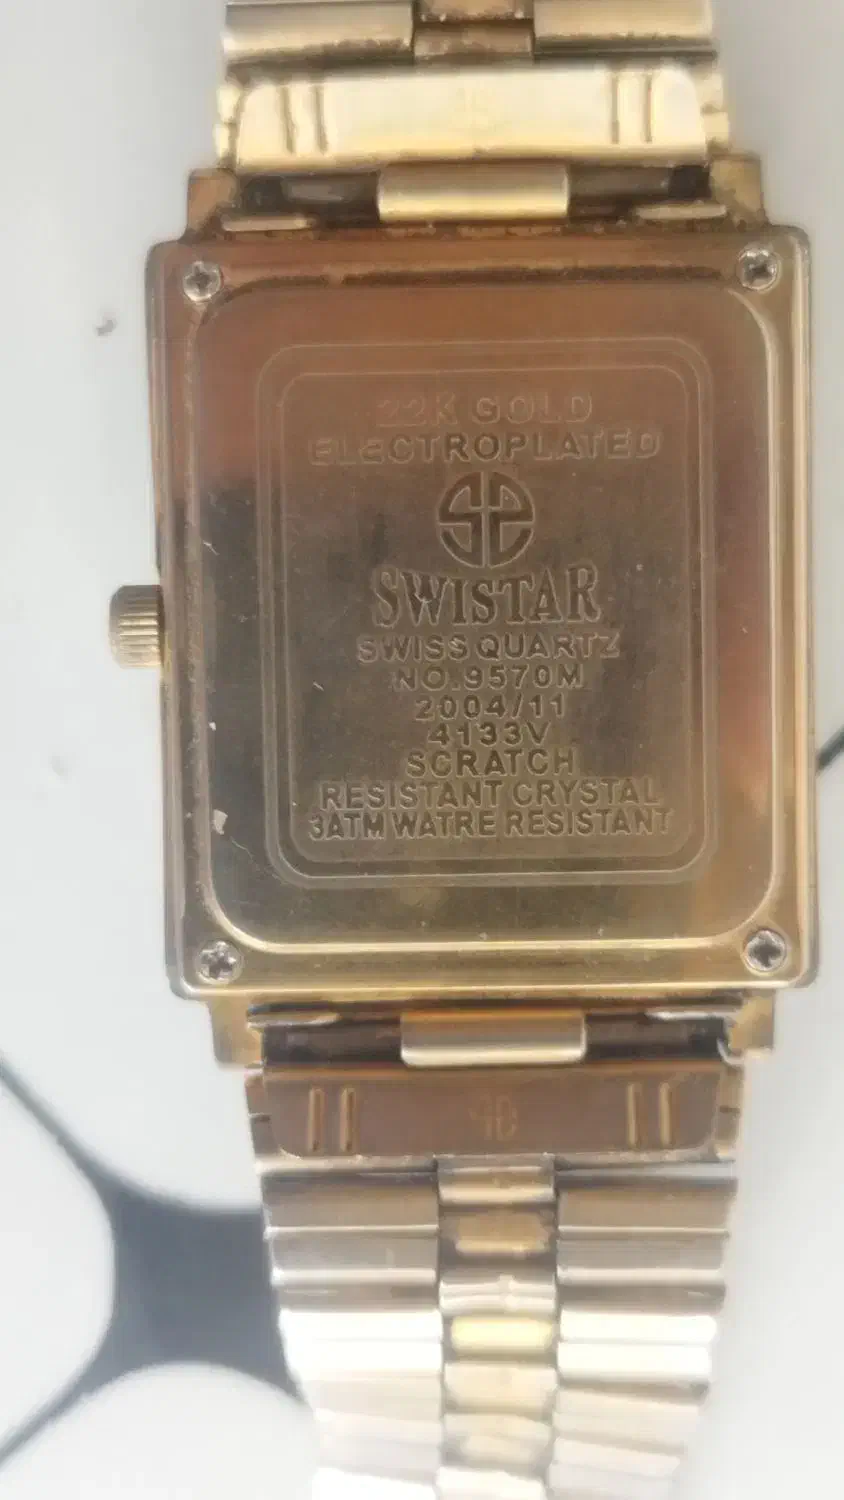 22K GOLD
ELECTROPLATED
SWISTAR
SWISS QUARTZ
NO.9570M
2004/11
4133V
SCRATCH
RESISTANT CRYSTAL
3ATM WATRE RESISTANT